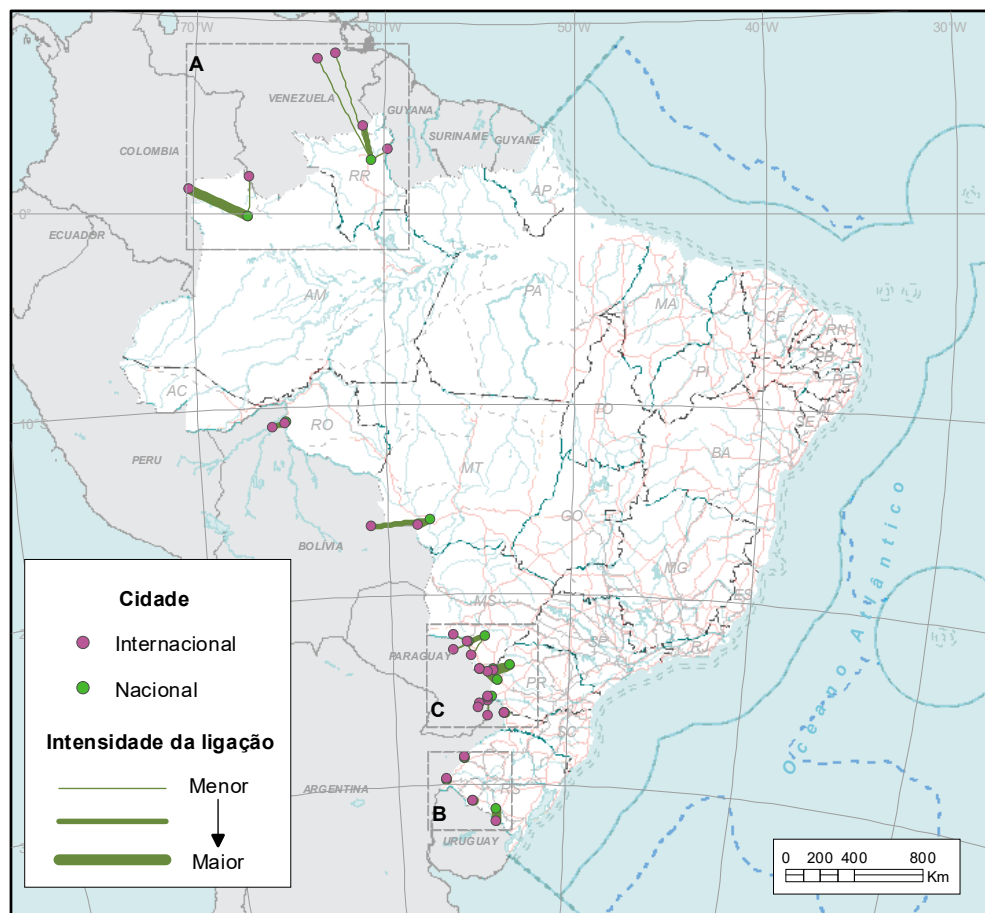 70°W
60°W
50°W
40°W
30°W
A
VENEZUELA
GUYANA
SURINAME
GUYANE
COLOMBIA
RR
AP
0°
ECUADOR
AM
PA
MA
CE
RN
PB
PE
PI
AC
AL
SE
TO
10°
RO
BA
PERU
MT
GO
BOLÍVIA
MG
ES
MS
SP
RJ
PARAGUAY
PR
C
SC
ARGENTINA
RS
B
URUGUAY
Oceano Atlântico
Cidade
Internacional
Nacional
Intensidade da ligação
Menor
Maior
0 200 400 800
Km